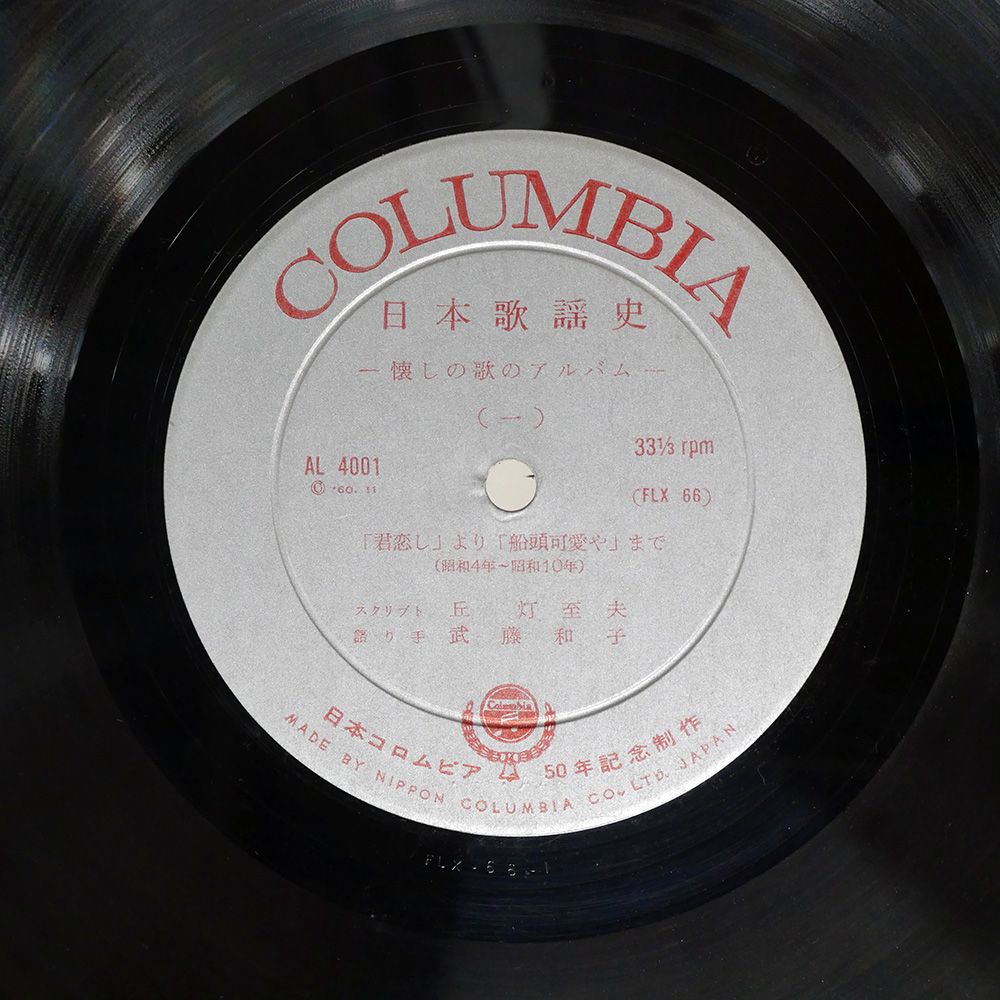 COLUMBIA
日本歌謡史
―懐しの歌のアルバム―
(一)
AL 4001
33⅓ rpm
Ⓒ '60. 11
(FLX 66)
「君恋し」より「船頭可愛や」まで
(昭和4年~昭和10年)
スクリプト 丘 灯 至 夫
語り手 武 藤 和 子
Columbia
日本コロムビア 50年記念制作
MADE BY NIPPON COLUMBIA CO., LTD. JAPAN
FLX-66-1